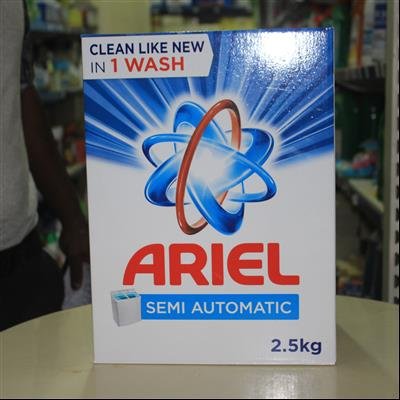 CLEAN LIKE NEW
IN 1 WASH
ARIEL
SEMI AUTOMATIC
2.5kg